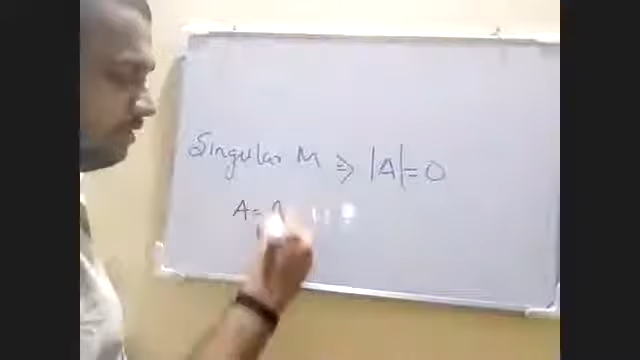 Singular M ⇒ |A| = 0
A =